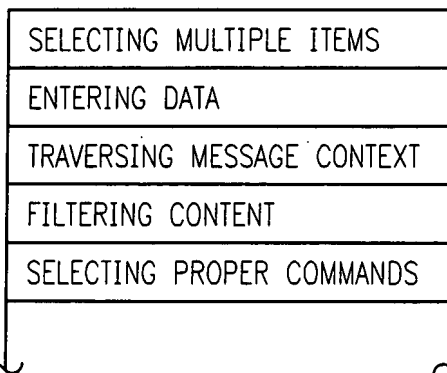 SELECTING MULTIPLE ITEMS
ENTERING DATA
TRAVERSING MESSAGE CONTEXT
FILTERING CONTENT
SELECTING PROPER COMMANDS